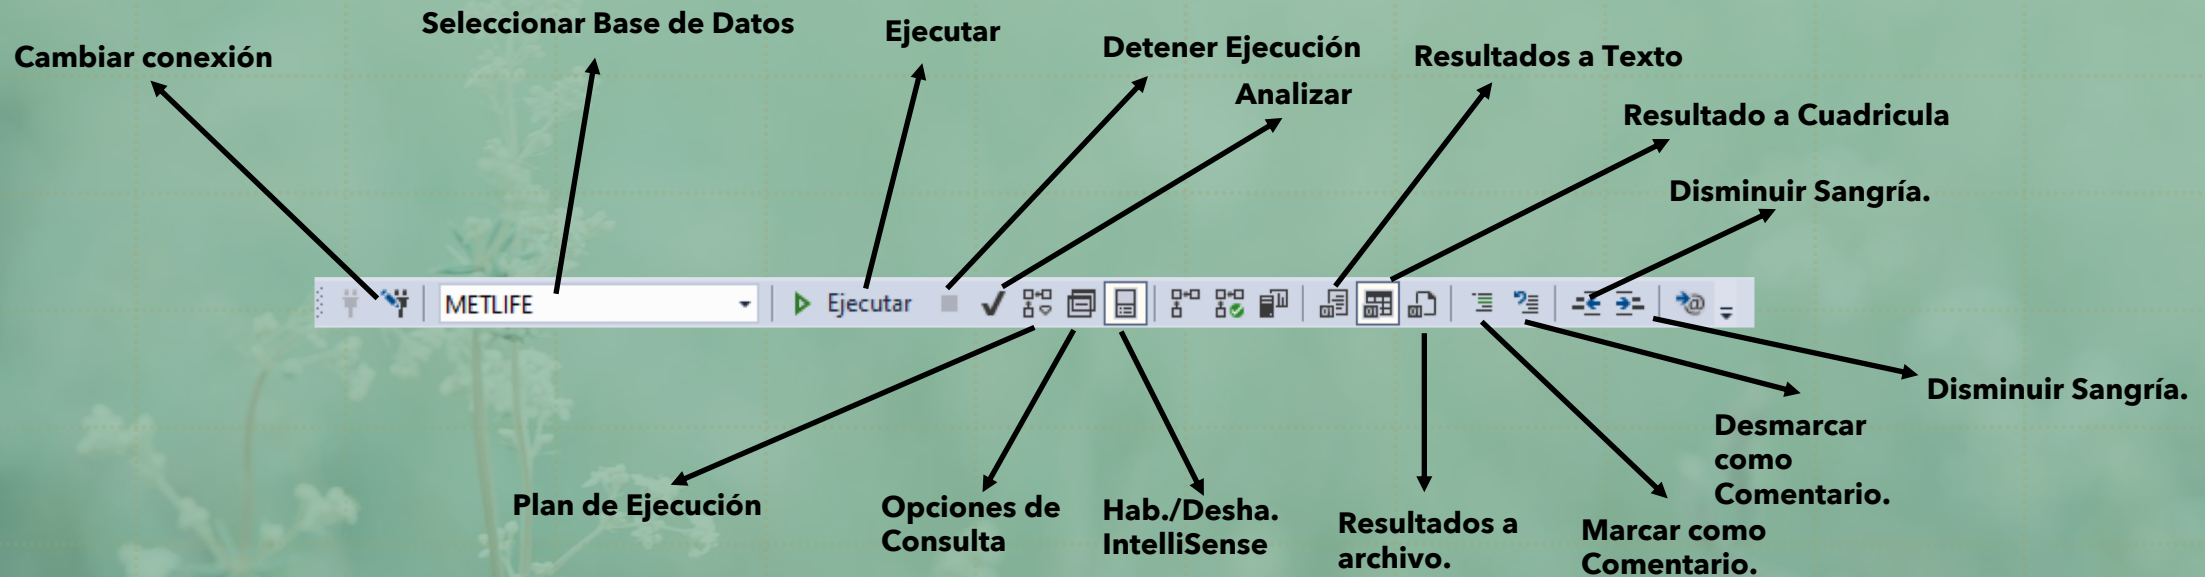 Seleccionar Base de Datos
Ejecutar
Cambiar conexión
Detener Ejecución
Resultados a Texto
Analizar
Resultado a Cuadricula
Disminuir Sangría.
METLIFE
Ejecutar
Disminuir Sangría.
Plan de Ejecución
Opciones de
Consulta
Hab./Desha.
IntelliSense
Resultados a
archivo.
Marcar como
Comentario.
Desmarcar
como
Comentario.